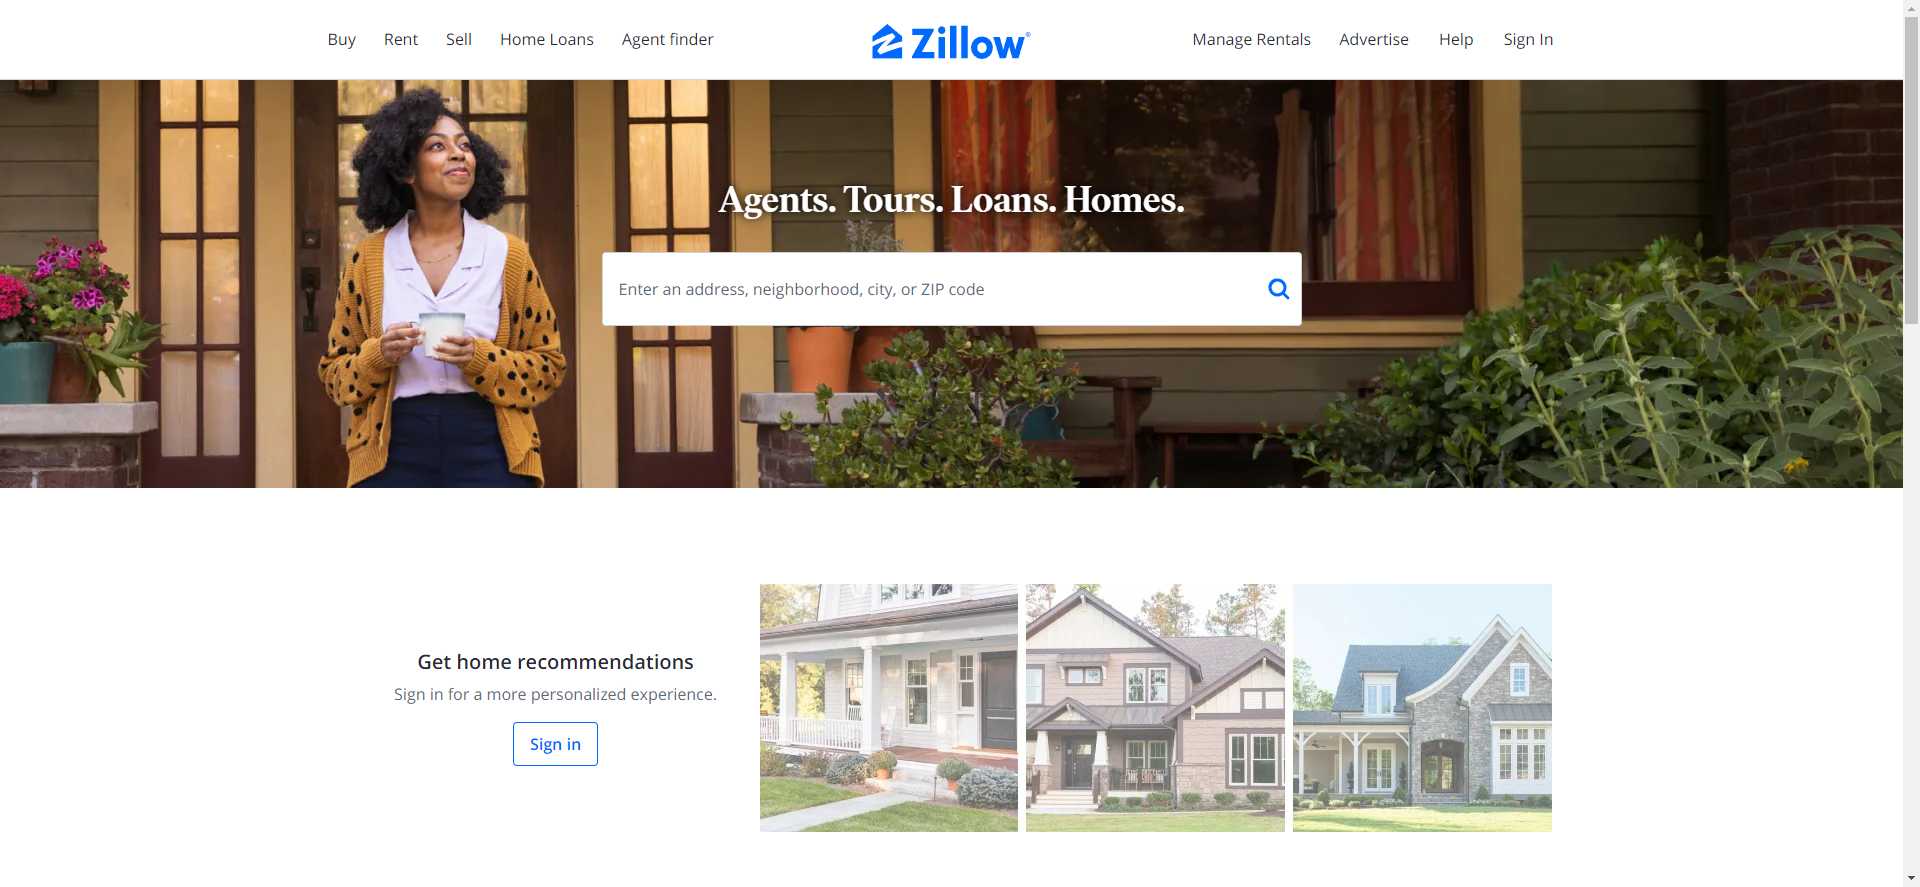 Buy Rent Sell Home Loans Agent finder Zillow® Manage Rentals Advertise Help Sign In
Agents. Tours. Loans. Homes.
Enter an address, neighborhood, city, or ZIP code
Get home recommendations
Sign in for a more personalized experience.
Sign in